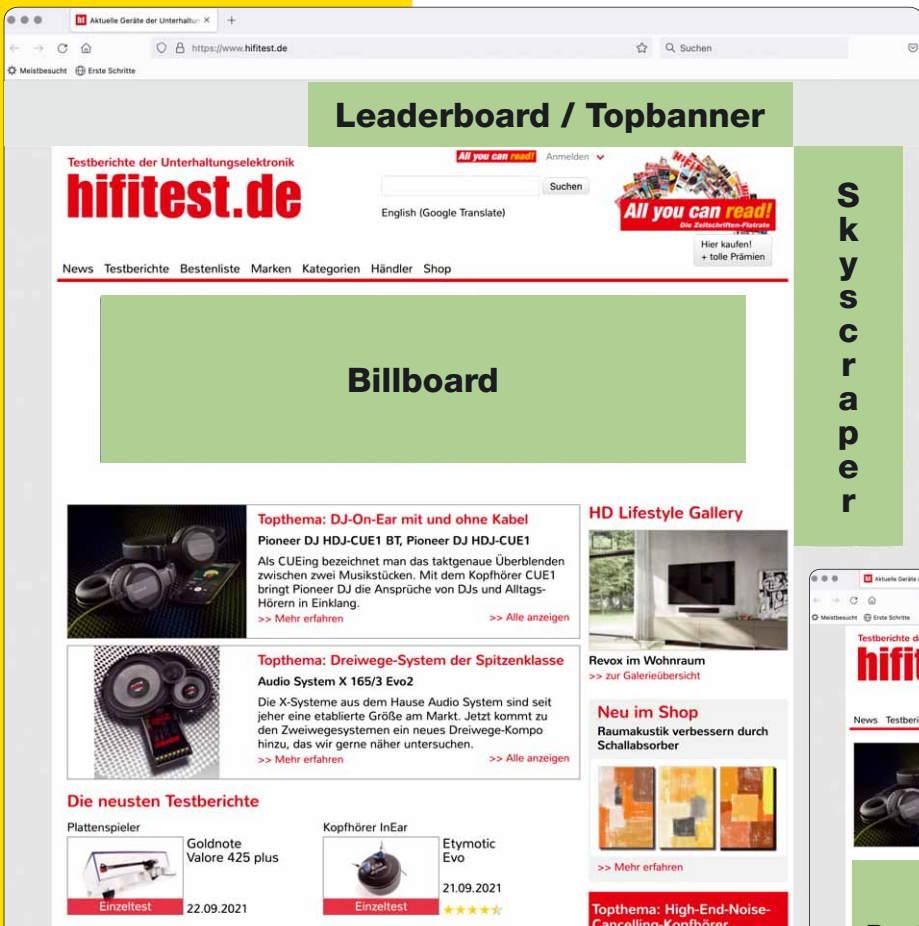 Aktuelle Geräte der Unterhaltun
https://www.hifitest.de
Suchen
Meistbesucht
Erste Schritte
Leaderboard / Topbanner
Testberichte der Unterhaltungselektronik
hifitest.de
All you can read!
Anmelden
Suchen
English (Google Translate)
HIFI
All you can read!
Die Zeitschriften-Flatrate
Hier kaufen!
+ tolle Prämien
News Testberichte Bestenliste Marken Kategorien Händler Shop
Skyscraper
Billboard
Topthema: DJ-On-Ear mit und ohne Kabel
Pioneer DJ HDJ-CUE1 BT, Pioneer DJ HDJ-CUE1
Als CUEing bezeichnet man das taktgenaue Überblenden
zwischen zwei Musikstücken. Mit dem Kopfhörer CUE1
bringt Pioneer DJ die Ansprüche von DJs und Alltags-
Hörern in Einklang.
>> Mehr erfahren >> Alle anzeigen
Topthema: Dreiwege-System der Spitzenklasse
Audio System X 165/3 Evo2
Die X-Systeme aus dem Hause Audio System sind seit
jeher eine etablierte Größe am Markt. Jetzt kommt zu
den Zweiwegesystemen ein neues Dreiwege-Kompo
hinzu, das wir gerne näher untersuchen.
>> Mehr erfahren >> Alle anzeigen
Die neusten Testberichte
Plattenspieler
Goldnote
Valore 425 plus
Einzeltest
22.09.2021
Kopfhörer InEar
Etymotic
Evo
21.09.2021
Einzeltest
HD Lifestyle Gallery
Revox im Wohnraum
>> zur Galerieübersicht
Neu im Shop
Raumakustik verbessern durch
Schallabsorber
>> Mehr erfahren
Topthema: High-End-Noise-
Cancelling-Kopfhörer
Aktuelle Geräte
Meistbesucht
Erste Schritte
Testberichte
News